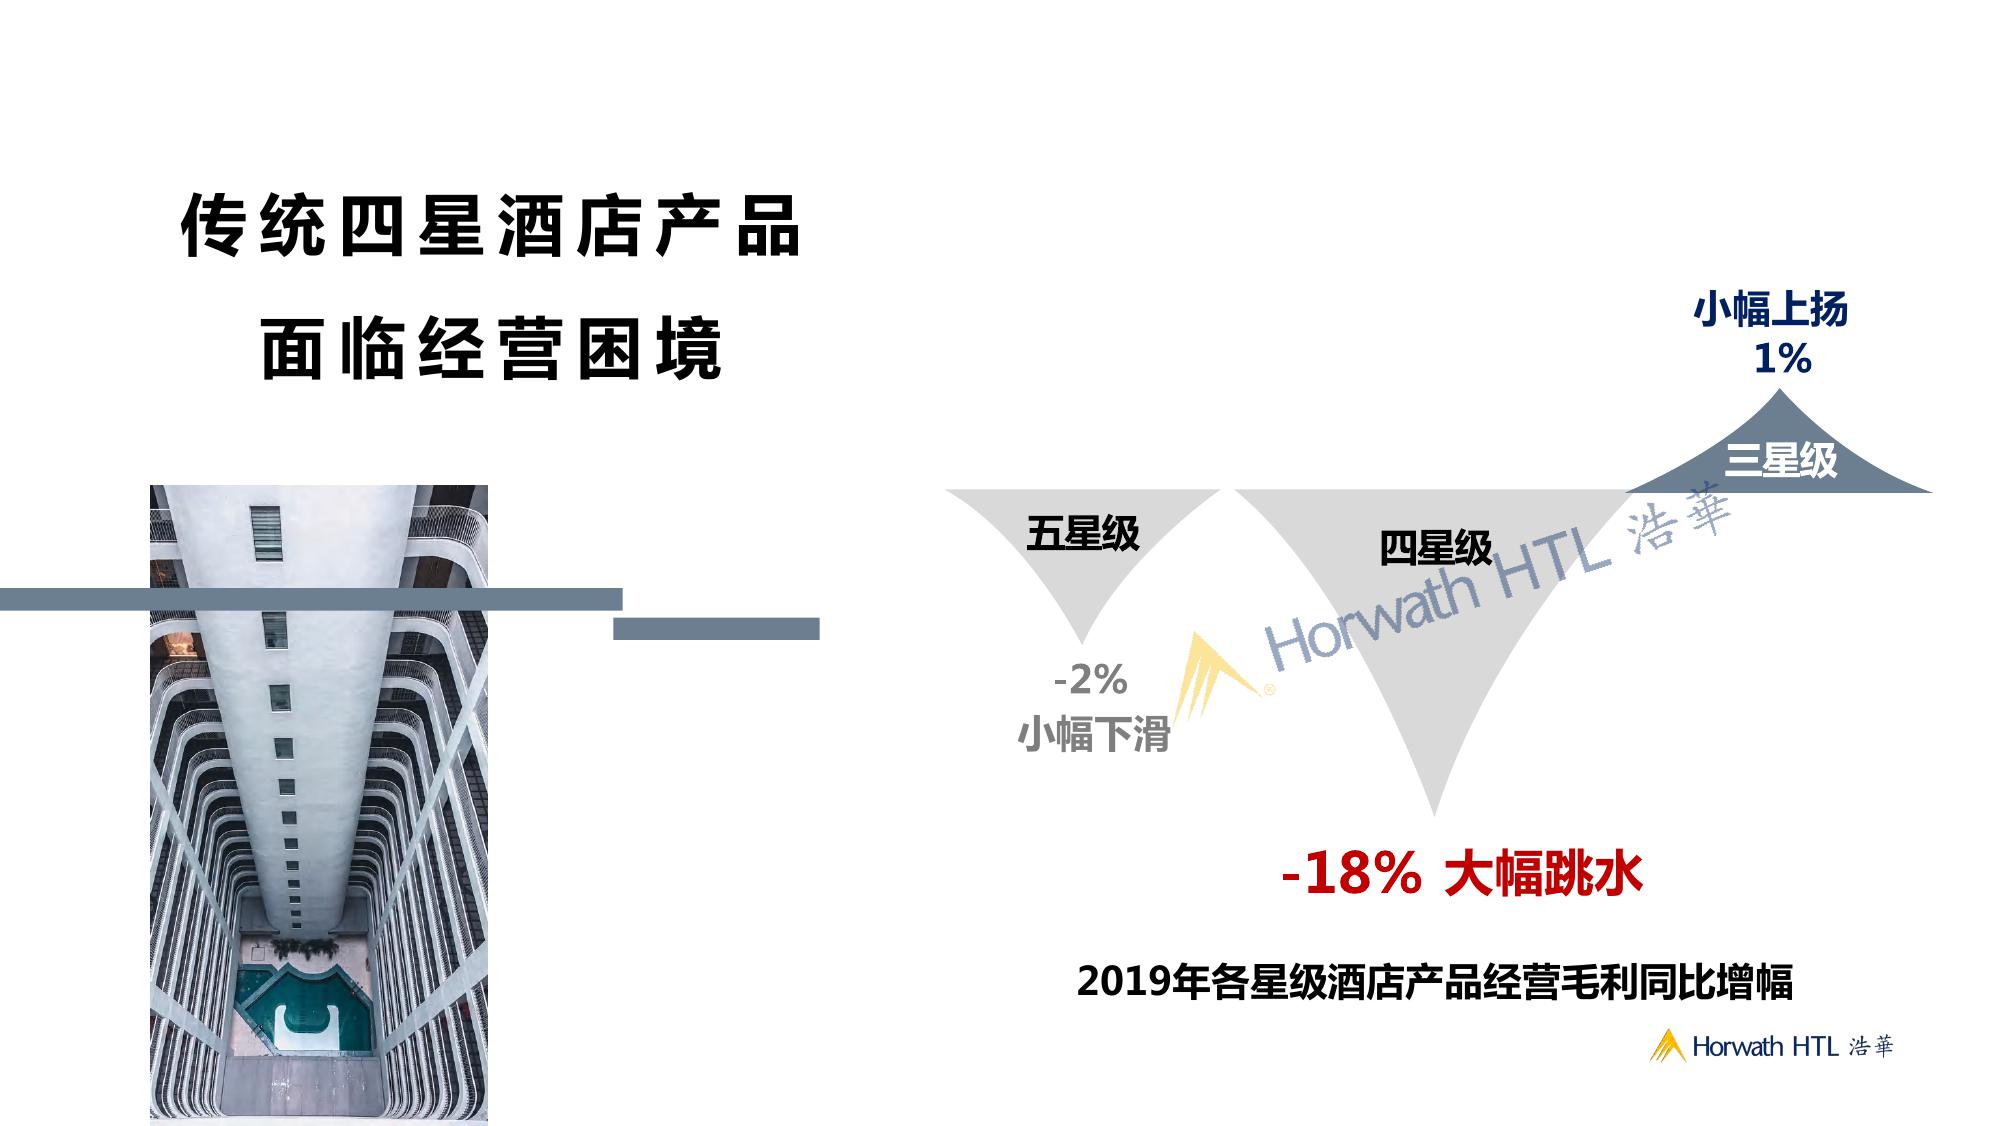 传统四星酒店产品
面临经营困境
小幅上扬
1%
三星级
五星级
四星级
Horwath HTL 浩華
®
-2%
小幅下滑
-18% 大幅跳水
2019年各星级酒店产品经营毛利同比增幅
Horwath HTL 浩華